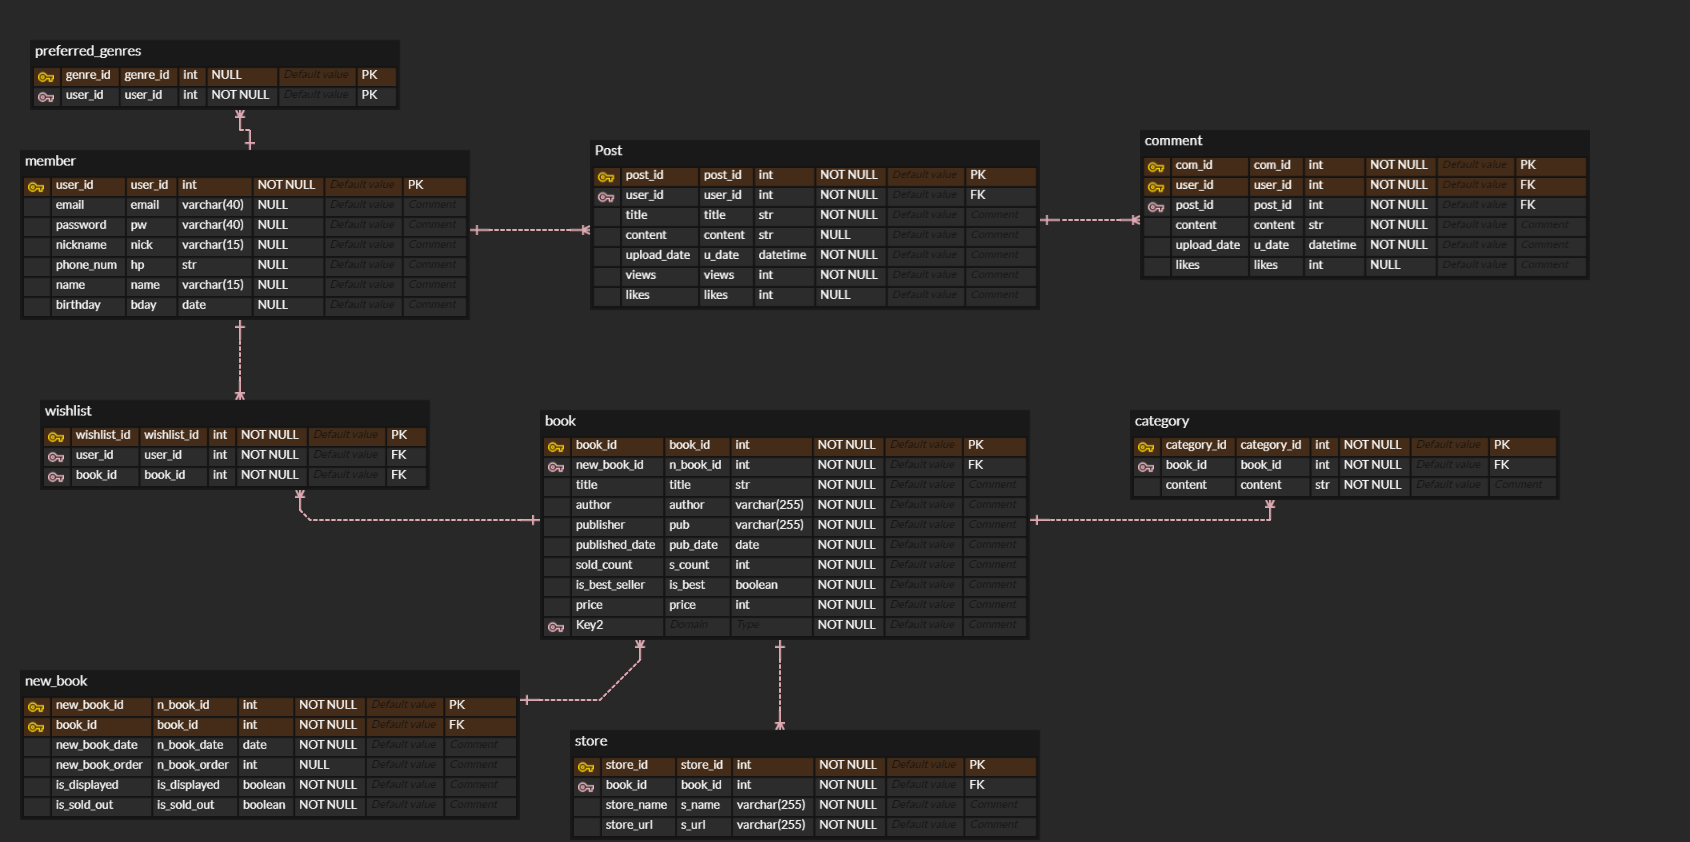 preferred_genres
genre_id genre_id int NULL Default value PK
user_id user_id int NOT NULL Default value PK
member
user_id user_id int NOT NULL Default value PK
email email varchar(40) NULL Default value Comment
password pw varchar(40) NULL Default value Comment
nickname nick varchar(15) NULL Default value Comment
phone_num hp str NULL Default value Comment
name name varchar(15) NULL Default value Comment
birthday bday date NULL Default value Comment
Post
post_id post_id int NOT NULL Default value PK
user_id user_id int NOT NULL Default value FK
title title str NOT NULL Default value Comment
content content str NULL Default value Comment
upload_date u_date datetime NOT NULL Default value Comment
views views int NOT NULL Default value Comment
likes likes int NULL Default value Comment
comment
com_id com_id int NOT NULL Default value PK
user_id user_id int NOT NULL Default value FK
post_id post_id int NOT NULL Default value FK
content content str NOT NULL Default value Comment
upload_date u_date datetime NOT NULL Default value Comment
likes likes int NULL Default value Comment
wishlist
wishlist_id wishlist_id int NOT NULL Default value PK
user_id user_id int NOT NULL Default value FK
book_id book_id int NOT NULL Default value FK
book
book_id book_id int NOT NULL Default value PK
new_book_id n_book_id int NOT NULL Default value FK
title title str NOT NULL Default value Comment
author author varchar(255) NOT NULL Default value Comment
publisher pub varchar(255) NOT NULL Default value Comment
published_date pub_date date NOT NULL Default value Comment
sold_count s_count int NOT NULL Default value Comment
is_best_seller is_best boolean NOT NULL Default value Comment
price price int NOT NULL Default value Comment
Key2 Domain Type NOT NULL Default value Comment
category
category_id category_id int NOT NULL Default value PK
book_id book_id int NOT NULL Default value FK
content content str NOT NULL Default value Comment
new_book
new_book_id n_book_id int NOT NULL Default value PK
book_id book_id int NOT NULL Default value FK
new_book_date n_book_date date NOT NULL Default value Comment
new_book_order n_book_order int NULL Default value Comment
is_displayed is_displayed boolean NOT NULL Default value Comment
is_sold_out is_sold_out boolean NOT NULL Default value Comment
store
store_id store_id int NOT NULL Default value PK
book_id book_id int NOT NULL Default value FK
store_name s_name varchar(255) NOT NULL Default value Comment
store_url s_url varchar(255) NOT NULL Default value Comment